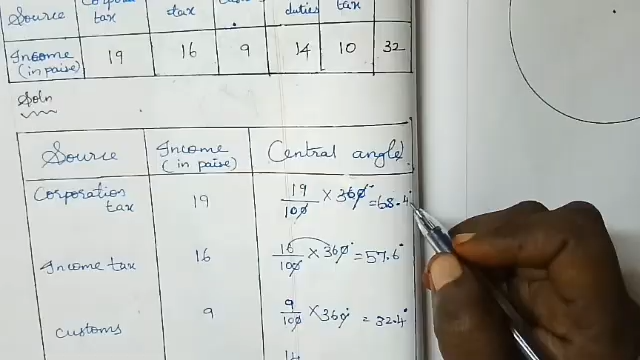 Source tax tax duties tax
Income (in paise) 19 16 9 14 10 32
Soln
Source Income (in paise) Central angle
Corporation tax 19 19/100 × 360° = 68.4°
Income tax 16 16/100 × 360° = 57.6°
Customs 9 9/100 × 360° = 32.4°
14